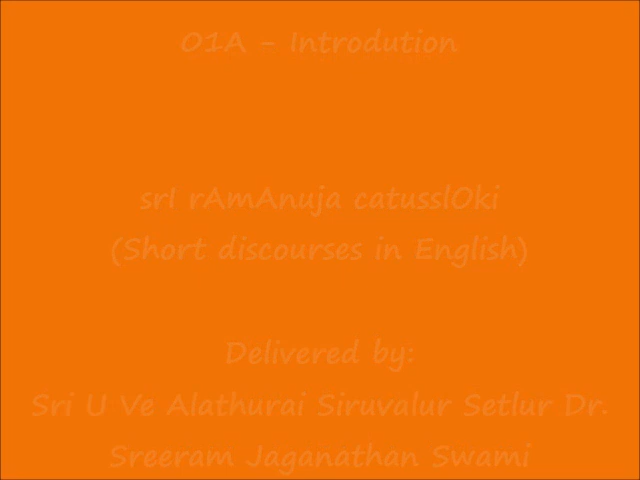 01A - Introdution
srI rAmAnuja catusslOki
(Short discourses in English)
Delivered by:
Sri U Ve Alathurai Siruvalur Setlur Dr.
Sreeram Jaganathan Swami